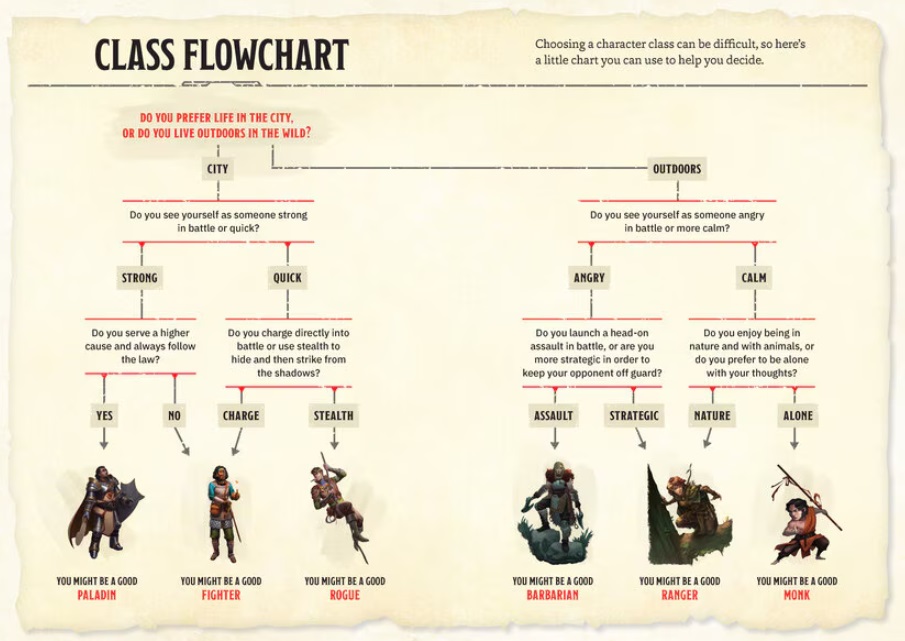 CLASS FLOWCHART
Choosing a character class can be difficult, so here's
a little chart you can use to help you decide.
DO YOU PREFER LIFE IN THE CITY,
OR DO YOU LIVE OUTDOORS IN THE WILD?
CITY
OUTDOORS
Do you see yourself as someone strong
in battle or quick?
Do you see yourself as someone angry
in battle or more calm?
STRONG
QUICK
ANGRY
CALM
Do you serve a higher
cause and always follow
the law?
Do you charge directly into
battle or use stealth to
hide and then strike from
the shadows?
Do you launch a head-on
assault in battle, or are you
more strategic in order to
keep your opponent off guard?
Do you enjoy being in
nature and with animals, or
do you prefer to be alone
with your thoughts?
YES
NO
CHARGE
STEALTH
ASSAULT
STRATEGIC
NATURE
ALONE
YOU MIGHT BE A GOOD
PALADIN
YOU MIGHT BE A GOOD
FIGHTER
YOU MIGHT BE A GOOD
ROGUE
YOU MIGHT BE A GOOD
BARBARIAN
YOU MIGHT BE A GOOD
RANGER
YOU MIGHT BE A GOOD
MONK